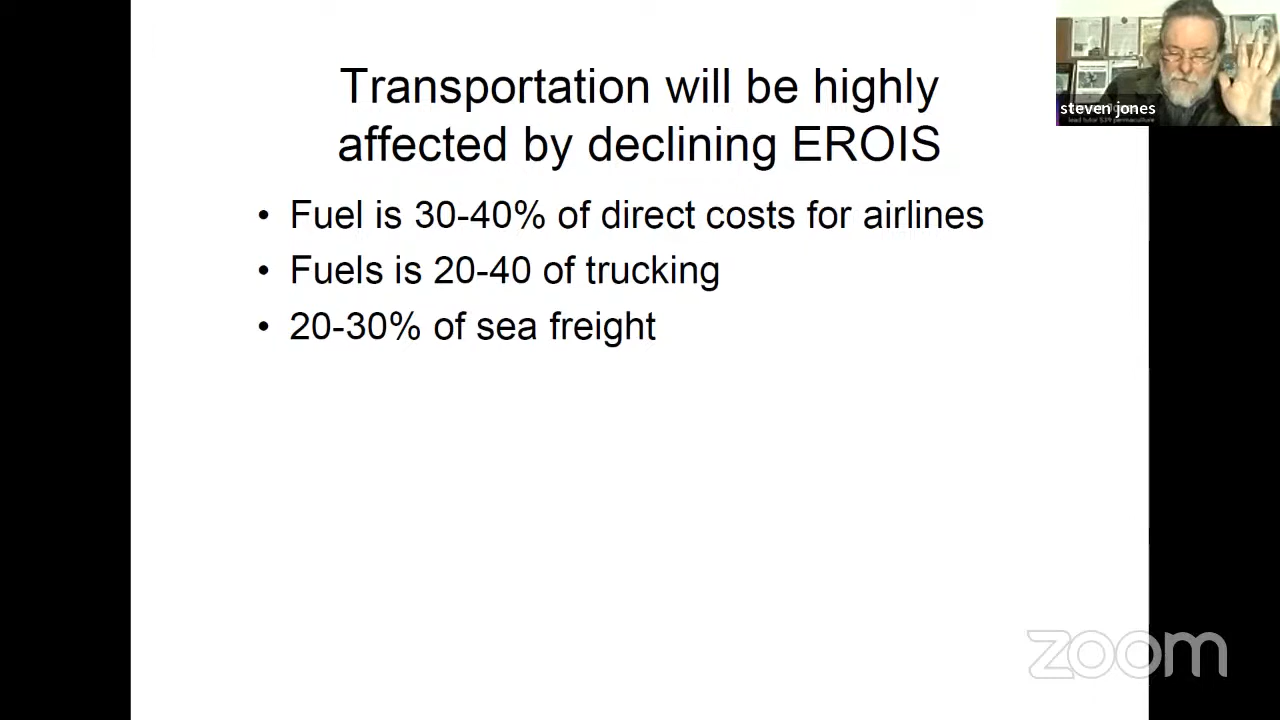 Transportation will be highly
affected by declining EROIS
• Fuel is 30-40% of direct costs for airlines
• Fuels is 20-40 of trucking
• 20-30% of sea freight
steven jones
zoom